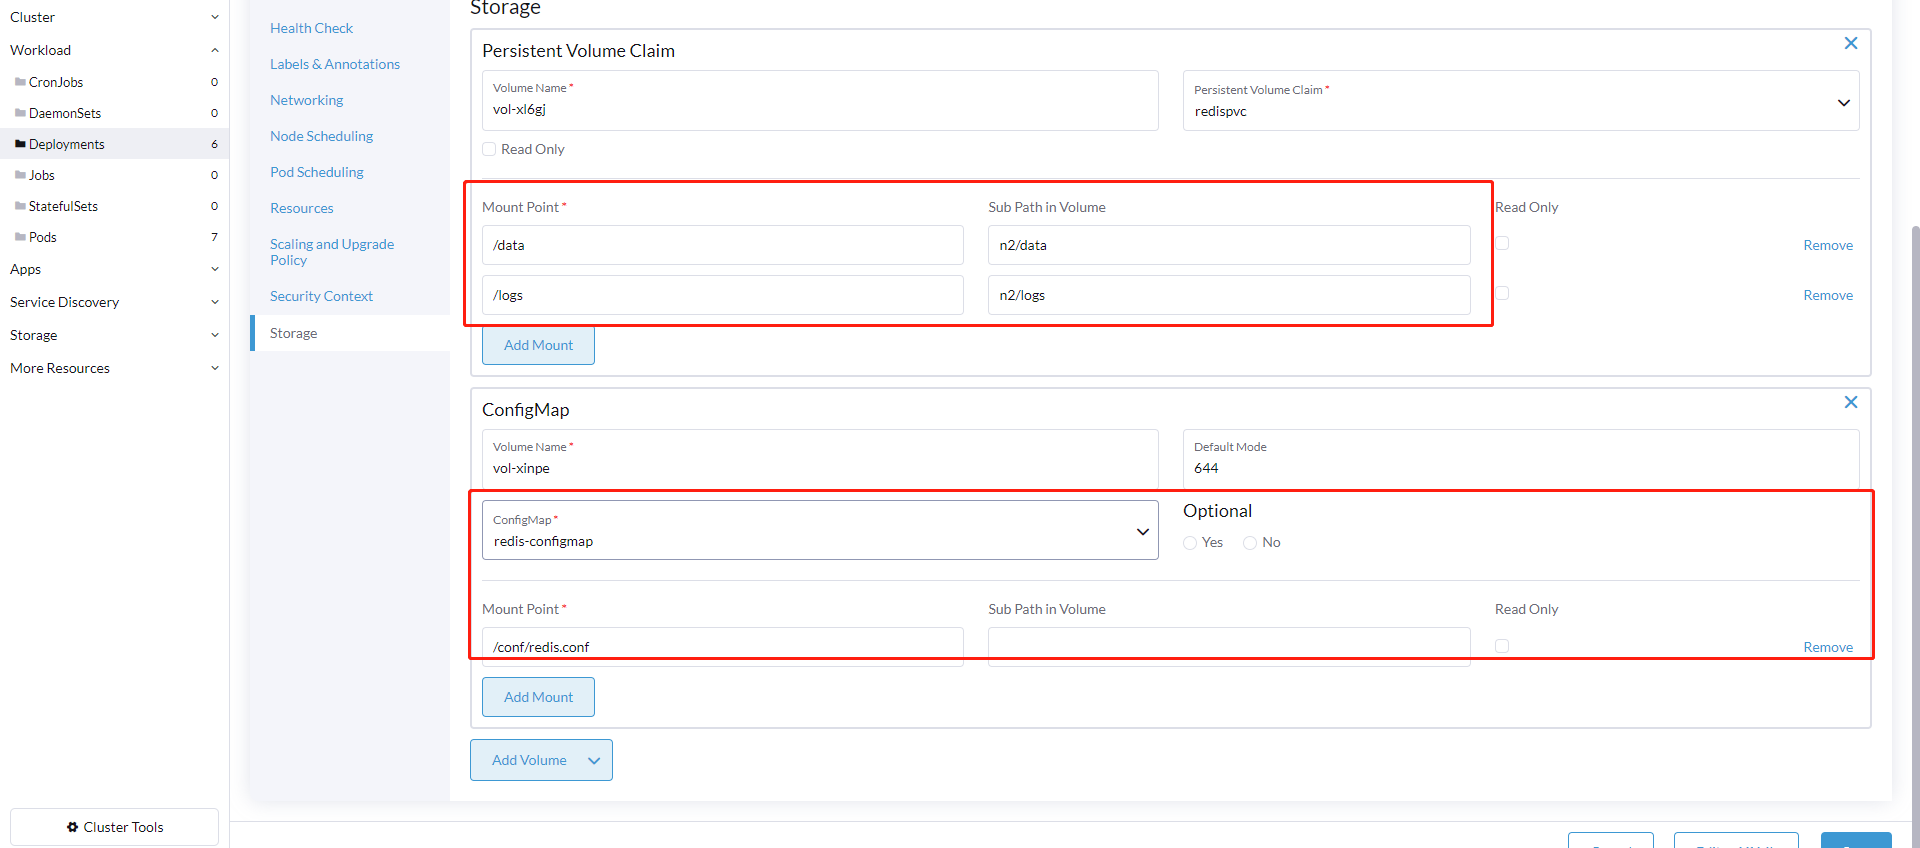 Cluster
Workload
CronJobs 0
DaemonSets 0
Deployments 6
Jobs 0
StatefulSets 0
Pods 7
Apps
Service Discovery
Storage
More Resources
Cluster Tools
Health Check
Labels & Annotations
Networking
Node Scheduling
Pod Scheduling
Resources
Scaling and Upgrade
Policy
Security Context
Storage
Storage
Persistent Volume Claim
Volume Name *
vol-xl6gj
Persistent Volume Claim *
redispvc
Read Only
Mount Point * Sub Path in Volume Read Only
/data n2/data Remove
/logs n2/logs Remove
Add Mount
ConfigMap
Volume Name *
vol-xinpe
Default Mode
644
ConfigMap *
redis-configmap
Optional
Yes No
Mount Point * Sub Path in Volume Read Only
/conf/redis.conf Remove
Add Mount
Add Volume